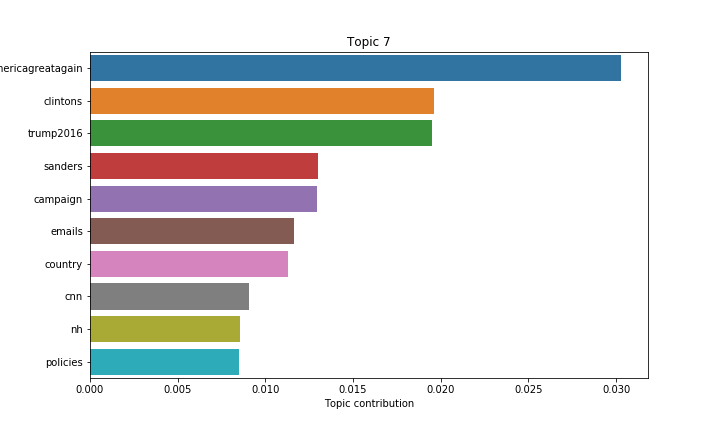 Topic 7
mericagreatagain
clintons
trump2016
sanders
campaign
emails
country
cnn
nh
policies
0.000 0.005 0.010 0.015 0.020 0.025 0.030
Topic contribution